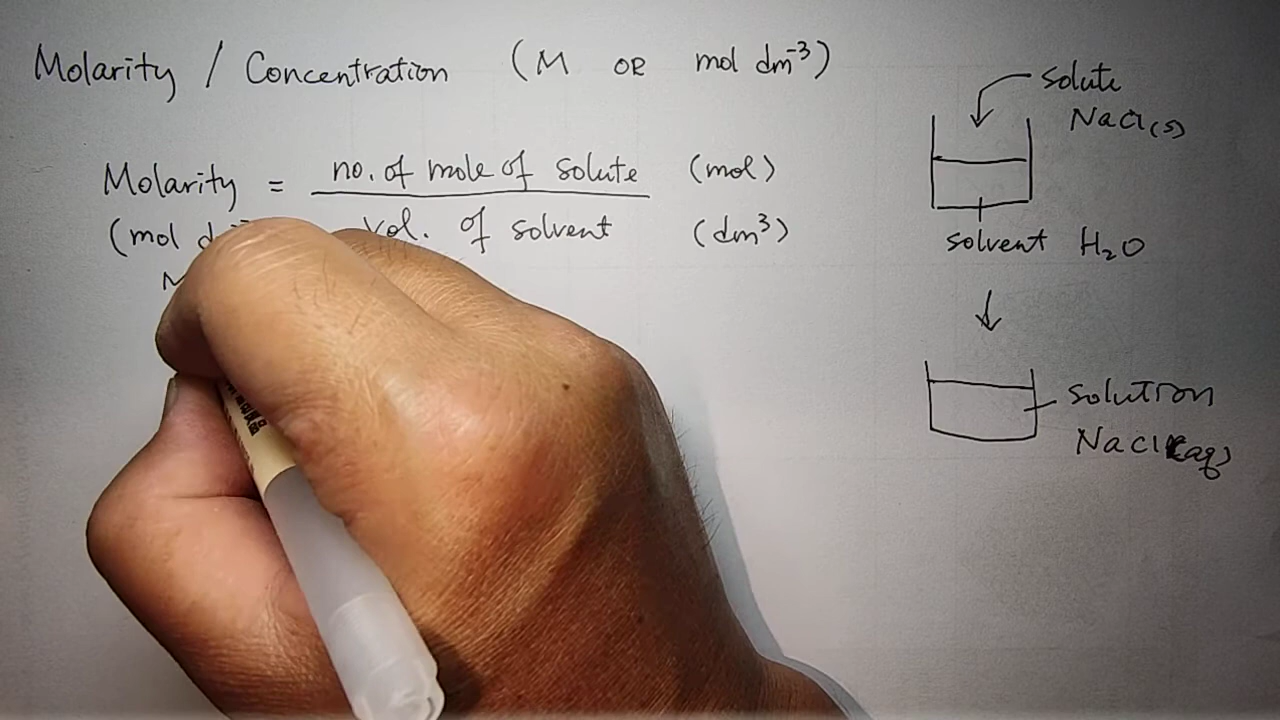 Molarity / Concentration (M OR mol dm⁻³)
Molarity = no. of mole of solute (mol)
(mol vol. of solvent (dm³)
solute
NaCl(s)
solvent H₂O
↓
solution
NaCl(aq)